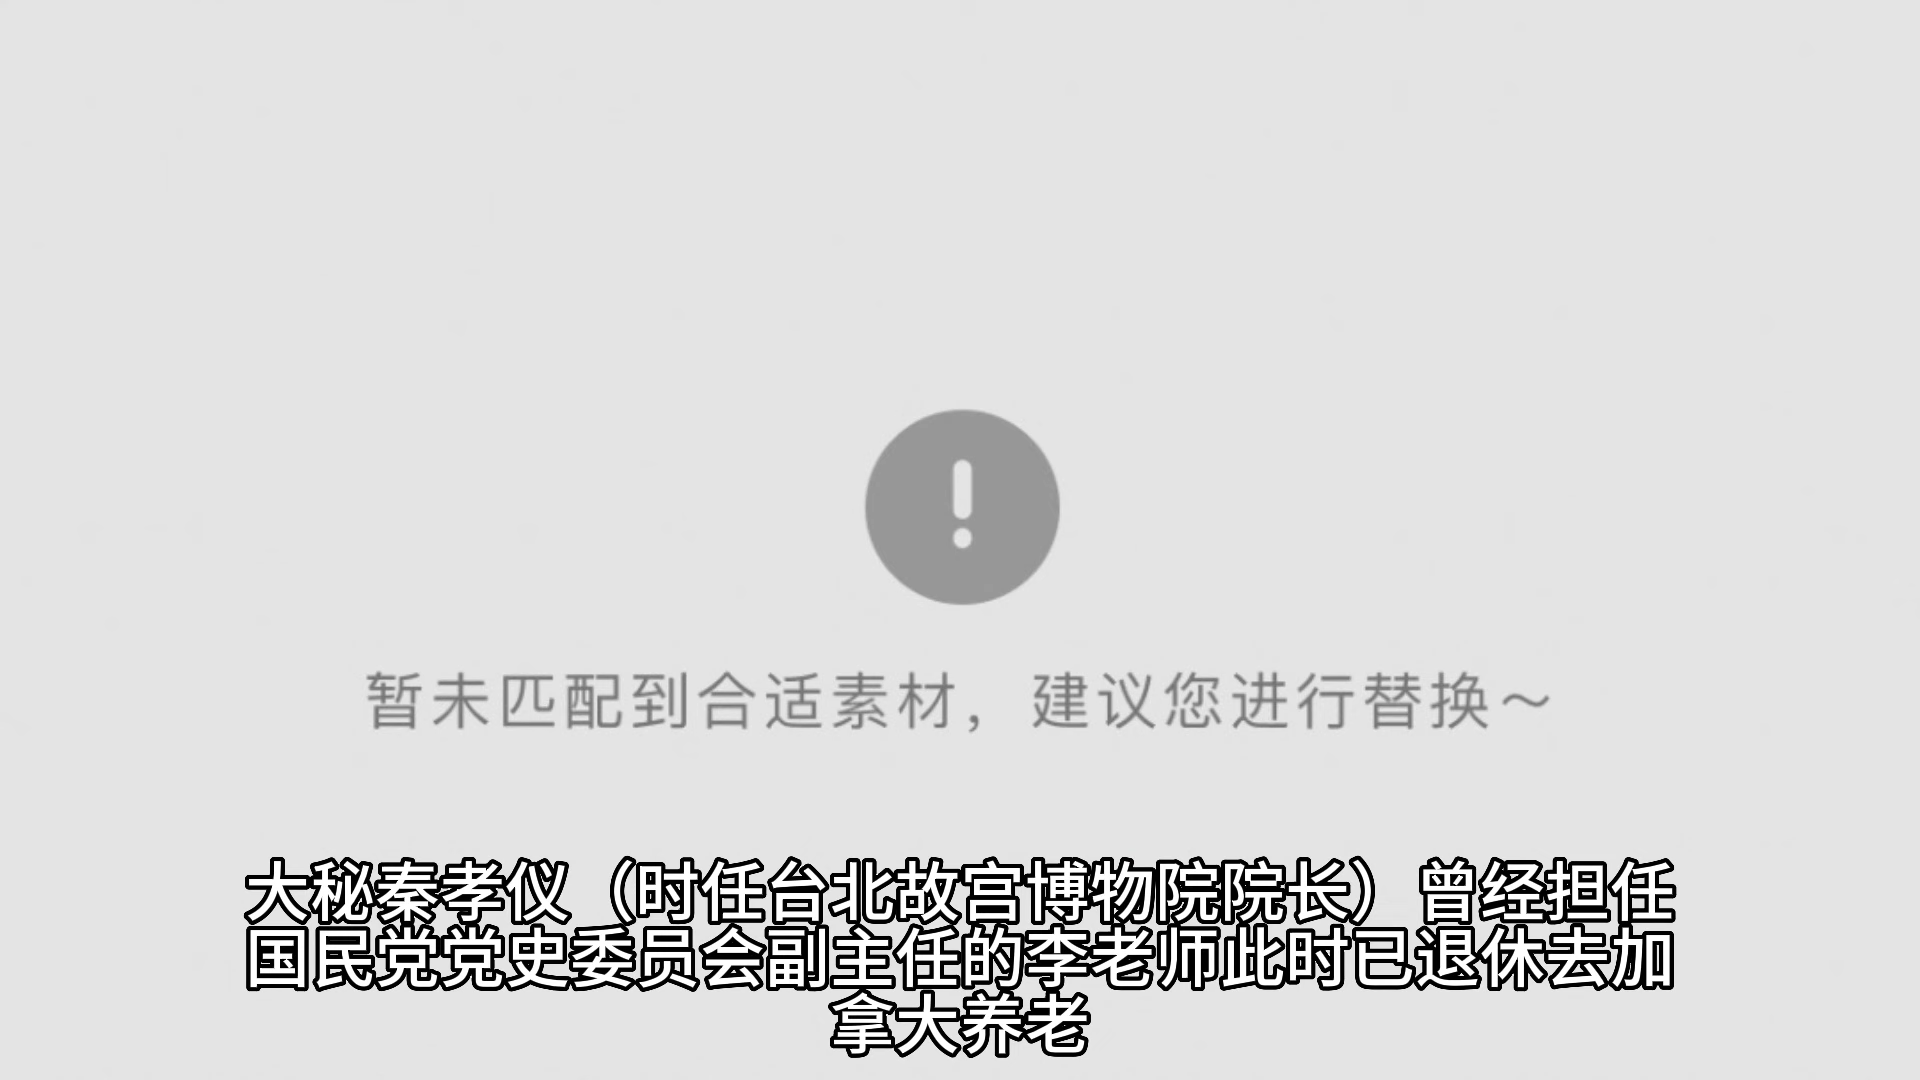 暂未匹配到合适素材，建议您进行替换～
大秘秦孝仪（时任台北故宫博物院院长）曾经担任
国民党党史委员会副主任的李老师此时已退休去加
拿大养老